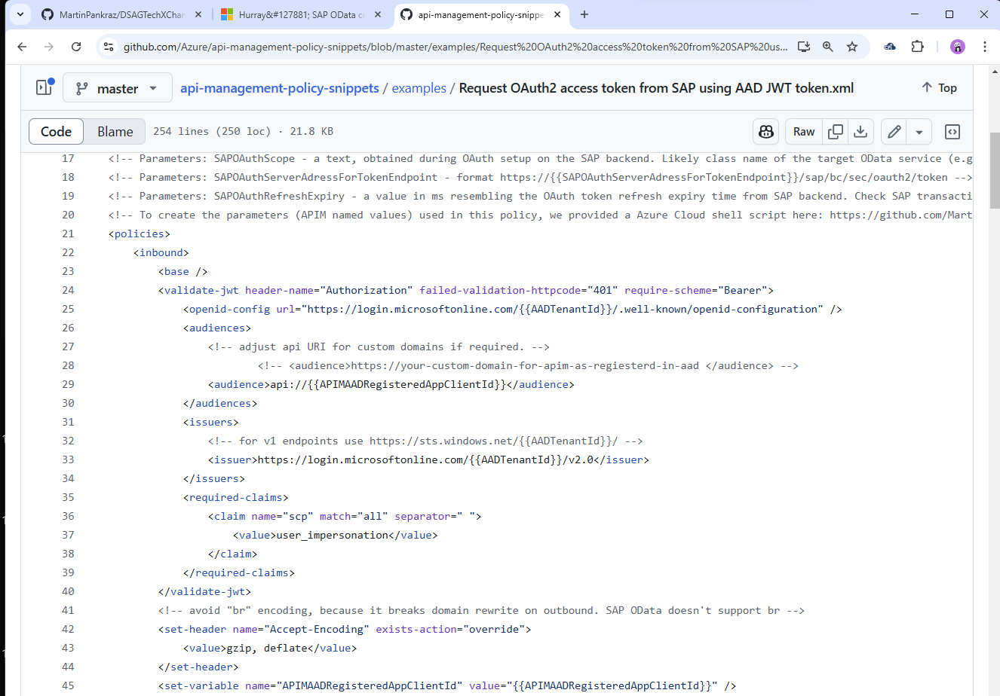 MartinPankraz/DSAGTechXChan
Hurray&#127881; SAP OData co
api-management-policy-snippe
github.com/Azure/api-management-policy-snippets/blob/master/examples/Request%20OAuth2%20access%20token%20from%20SAP%20us...
master
api-management-policy-snippets / examples / Request OAuth2 access token from SAP using AAD JWT token.xml
Top
Code Blame 254 lines (250 loc) · 21.8 KB
Raw
17 <!-- Parameters: SAPOAuthScope - a text, obtained during OAuth setup on the SAP backend. Likely class name of the target OData service (e.g
18 <!-- Parameters: SAPOAuthServerAdressForTokenEndpoint - format https://{{SAPOAuthServerAdressForTokenEndpoint}}/sap/bc/sec/oauth2/token -->
19 <!-- Parameters: SAPOAuthRefreshExpiry - a value in ms resembling the OAuth token refresh expiry time from SAP backend. Check SAP transacti
20 <!-- To create the parameters (APIM named values) used in this policy, we provided a Azure Cloud shell script here: https://github.com/Mart
21 <policies>
22 <inbound>
23 <base />
24 <validate-jwt header-name="Authorization" failed-validation-httpcode="401" require-scheme="Bearer">
25 <openid-config url="https://login.microsoftonline.com/{{AADTenantId}}/.well-known/openid-configuration" />
26 <audiences>
27 <!-- adjust api URI for custom domains if required. -->
28 <!-- <audience>https://your-custom-domain-for-apim-as-regiesterd-in-aad </audience> -->
29 <audience>api://{{APIMAADRegisteredAppClientId}}</audience>
30 </audiences>
31 <issuers>
32 <!-- for v1 endpoints use https://sts.windows.net/{{AADTenantId}}/ -->
33 <issuer>https://login.microsoftonline.com/{{AADTenantId}}/v2.0</issuer>
34 </issuers>
35 <required-claims>
36 <claim name="scp" match="all" separator=" ">
37 <value>user_impersonation</value>
38 </claim>
39 </required-claims>
40 </validate-jwt>
41 <!-- avoid "br" encoding, because it breaks domain rewrite on outbound. SAP OData doesn't support br -->
42 <set-header name="Accept-Encoding" exists-action="override">
43 <value>gzip, deflate</value>
44 </set-header>
45 <set-variable name="APIMAADRegisteredAppClientId" value="{{APIMAADRegisteredAppClientId}}" />